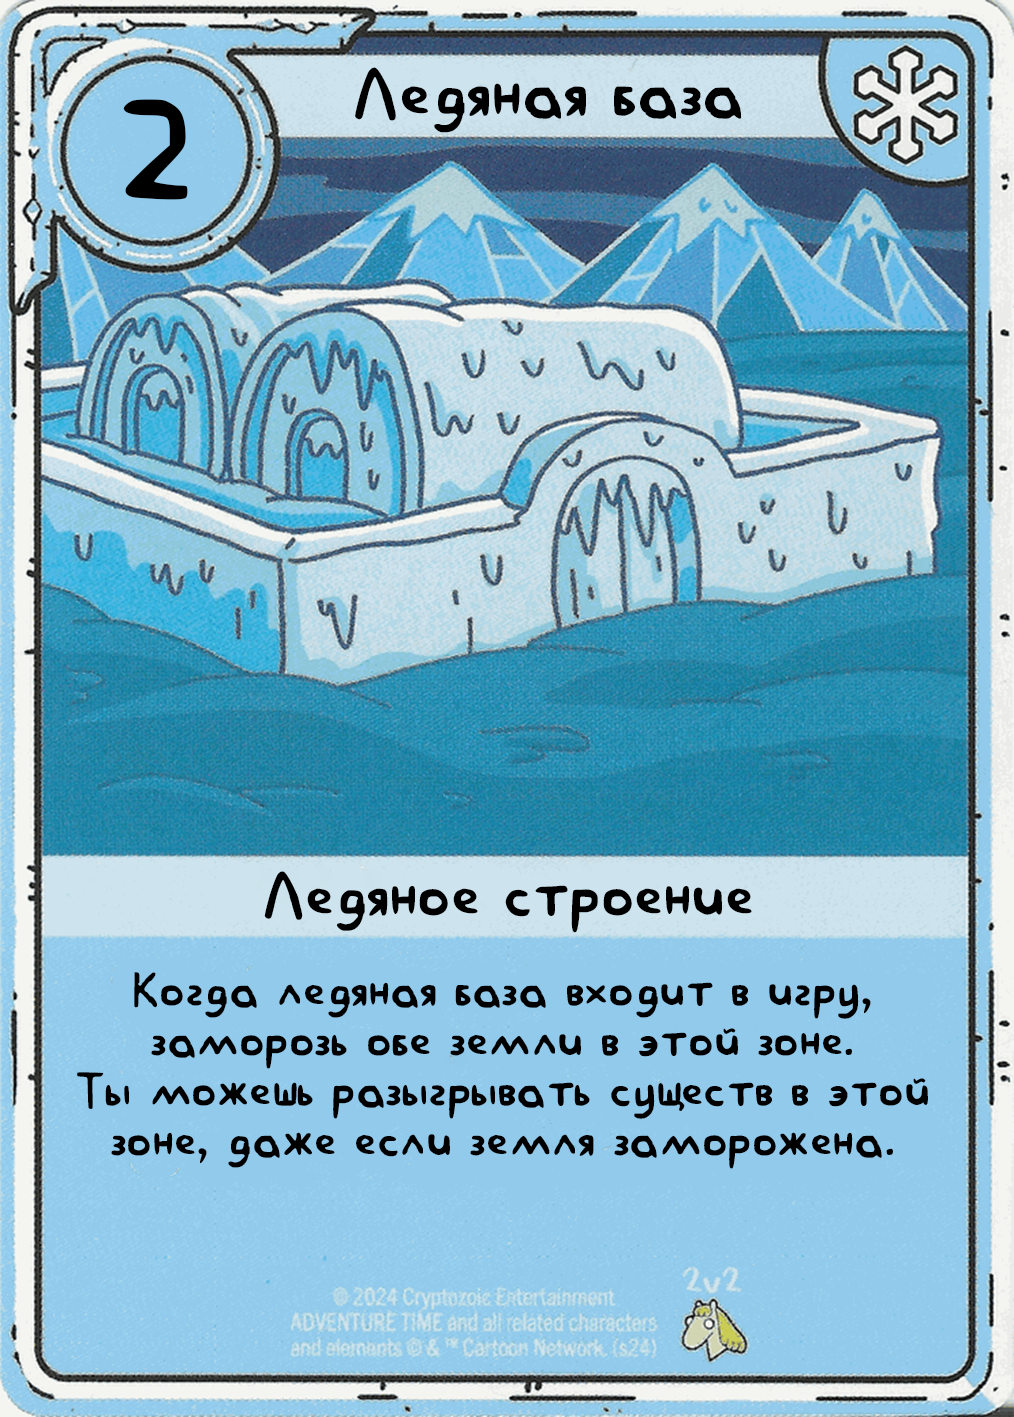 2
Ледяная база
Ледяное строение
Когда ледяная база входит в игру,
заморозь обе земли в этой зоне.
Ты можешь разыгрывать существ в этой
зоне, даже если земля заморожена.
2v2
© 2024 Cryptozoic Entertainment
ADVENTURE TIME and all related characters
and elements © & ™ Cartoon Network. (s24)